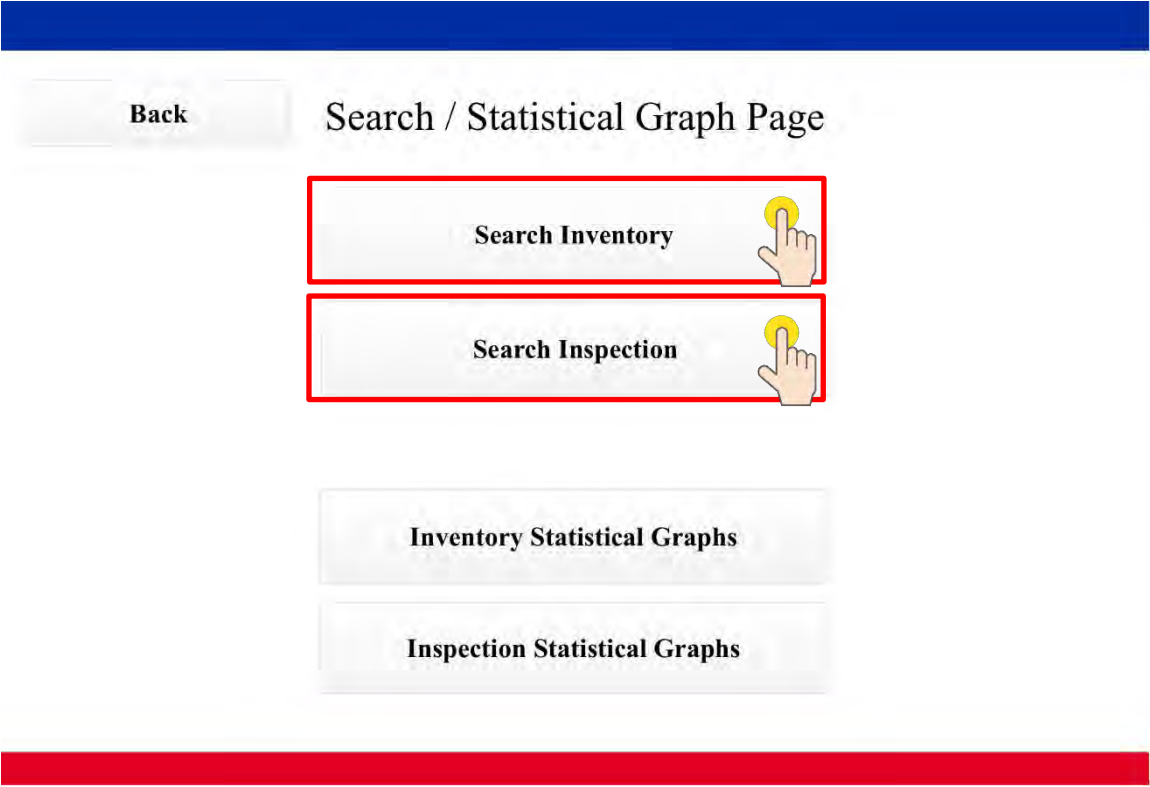 Back
Search / Statistical Graph Page
Search Inventory
Search Inspection
Inventory Statistical Graphs
Inspection Statistical Graphs